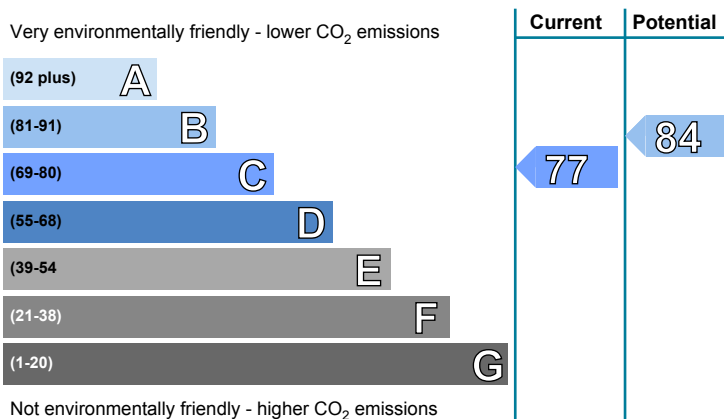 Very environmentally friendly - lower CO2 emissions
Current
Potential
(92 plus) A
(81-91) B
(69-80) C
(55-68) D
(39-54 E
(21-38) F
(1-20) G
77
84
Not environmentally friendly - higher CO2 emissions